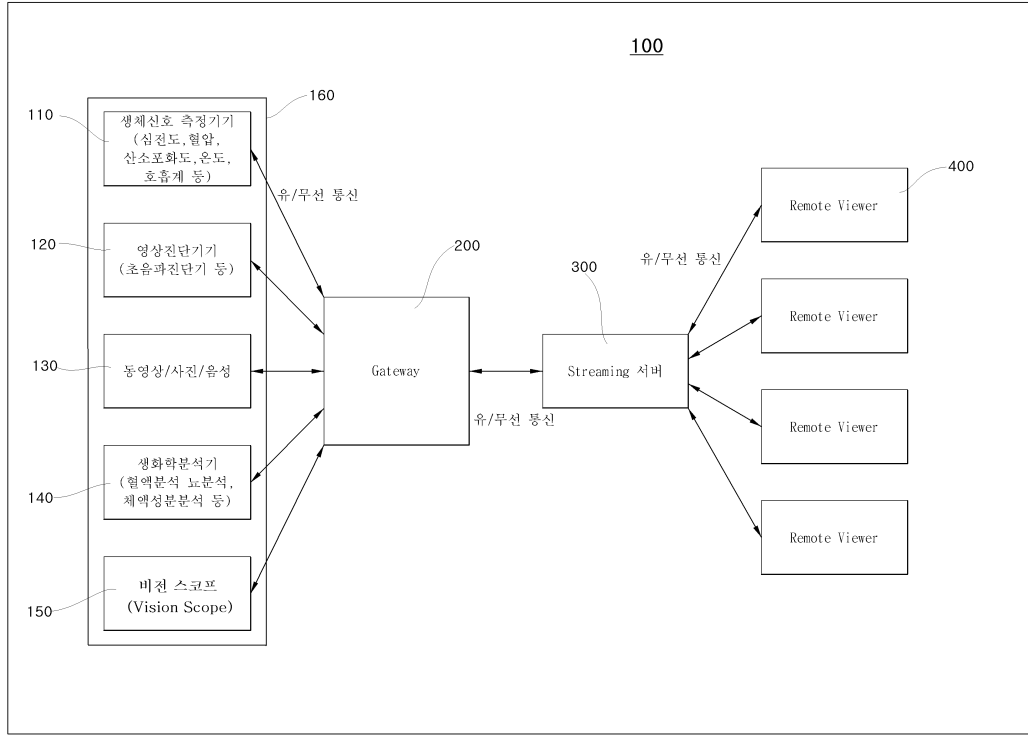 100
160
110
생체신호 측정기기
(심전도,혈압,
산소포화도,온도,
호흡계 등)
유/무선 통신
400
Remote Viewer
120
영상진단기기
(초음파진단기 등)
200
유/무선 통신
300
Remote Viewer
130
동영상/사진/음성
Gateway
Streaming 서버
유/무선 통신
Remote Viewer
140
생화학분석기
(혈액분석 뇨분석,
체액성분분석 등)
Remote Viewer
150
비전 스코프
(Vision Scope)